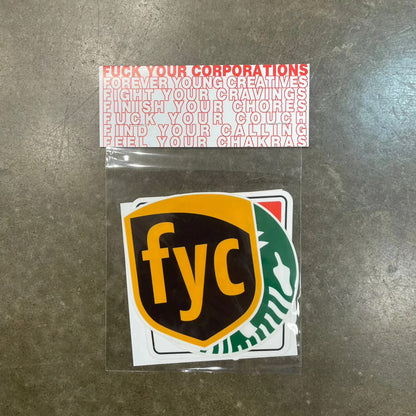 FUCK YOUR CORPORATIONS
FOREVER YOUNG CREATIVES
FIGHT YOUR CRAVINGS
FINISH YOUR CHORES
FUCK YOUR COUCH
FIND YOUR CALLING
FEEL YOUR CHAKRAS
fyc